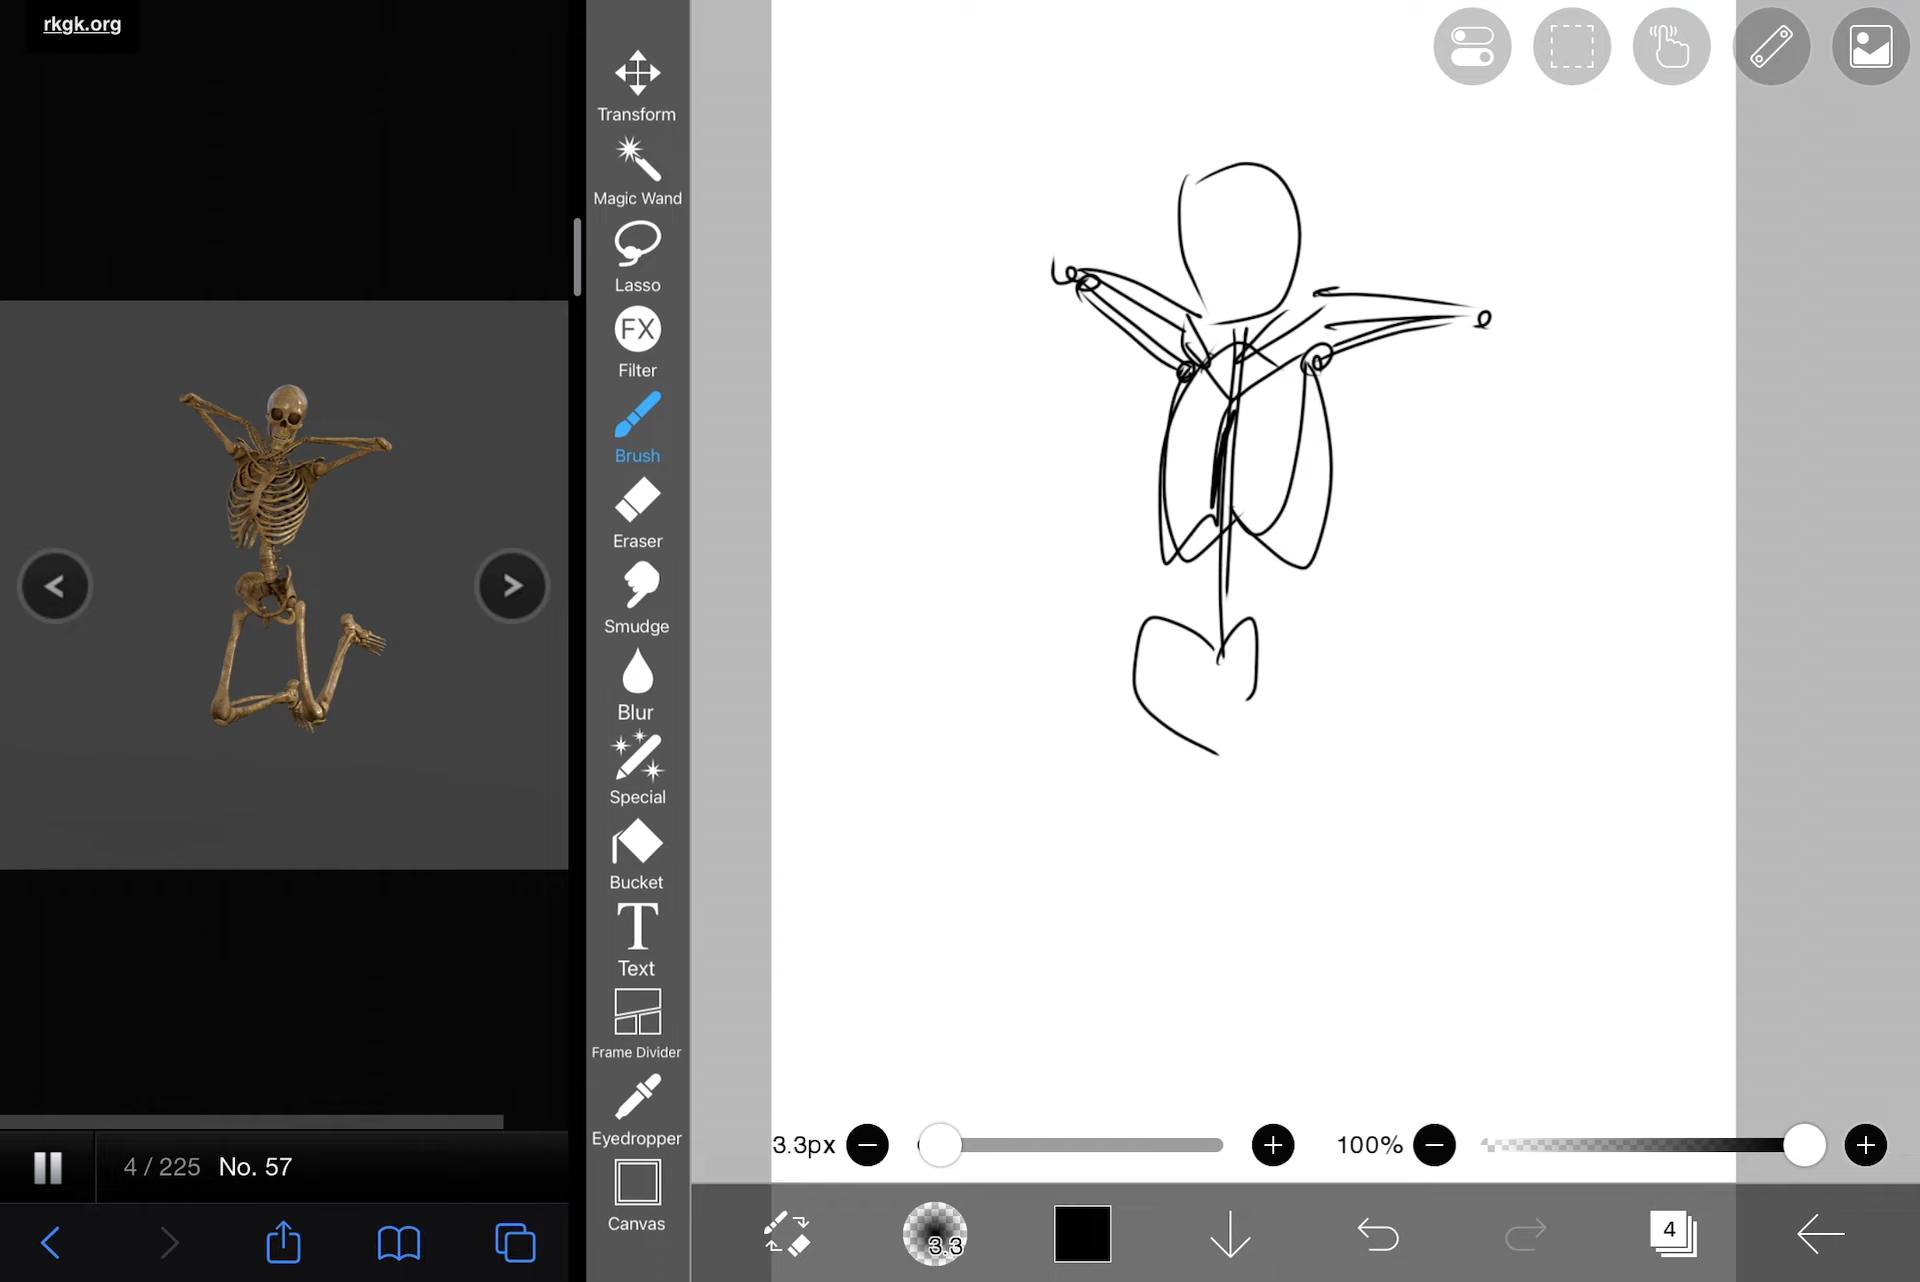 rkgk.org
Transform
Magic Wand
Lasso
FX
Filter
Brush
Eraser
Smudge
Blur
Special
Bucket
T
Text
Frame Divider
Eyedropper
Canvas
<
>
4 / 225 No. 57
3.3px
100%
3.3
4